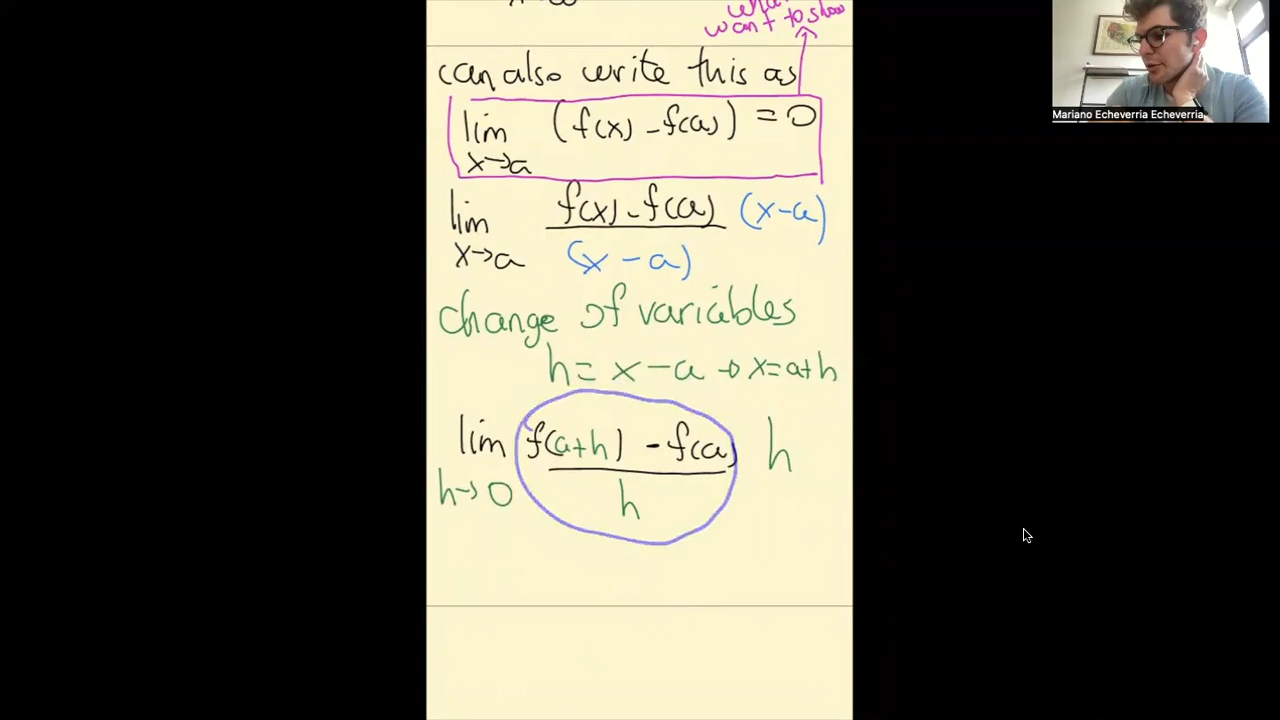 want to show
can also write this as
lim (f(x) - f(a)) = 0
x→a
lim f(x) - f(a) (x-a)
x→a (x - a)
change of variables
h = x - a → x = a+h
lim f(a+h) - f(a) h
h→0 h
Mariano Echeverria Echeverria